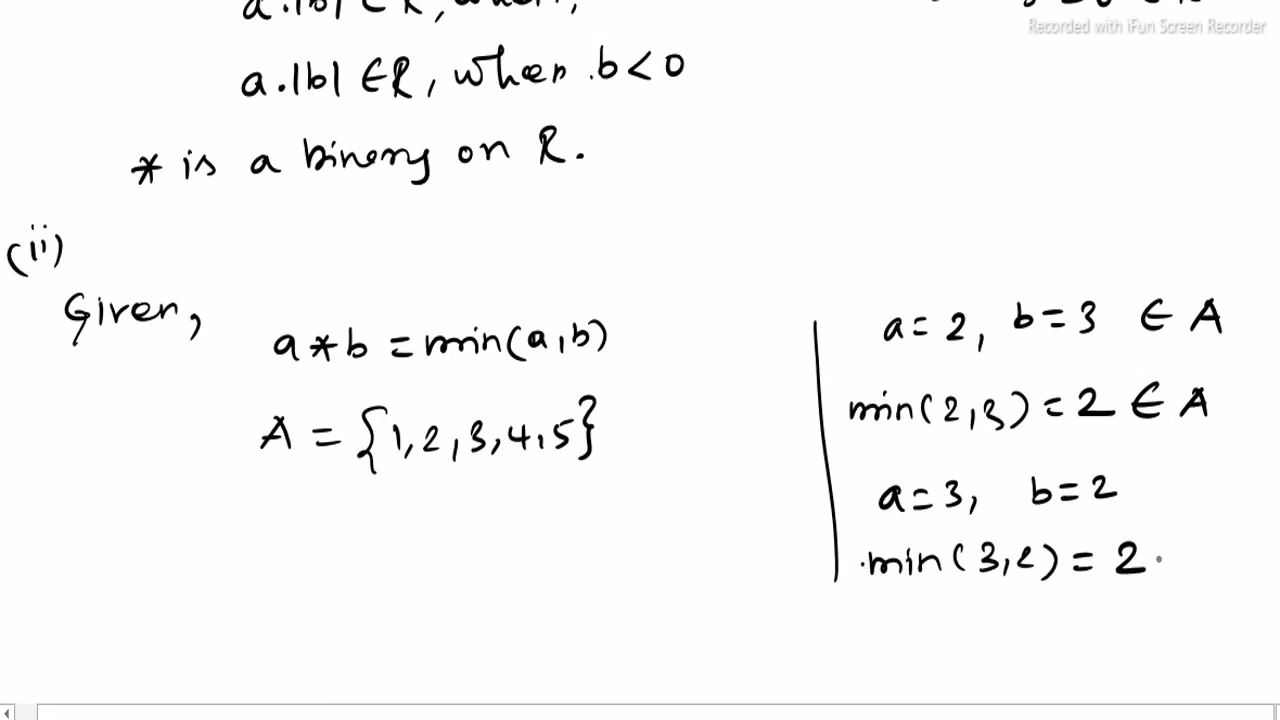 Recorded with iFun Screen Recorder
a.|b| ∈ R, when b < 0
* is a binary on R.
(ii)
Given,
a * b = min(a,b)
A = {1,2,3,4,5}
a = 2, b = 3 ∈ A
min(2,3) = 2 ∈ A
a = 3, b = 2
min(3,2) = 2